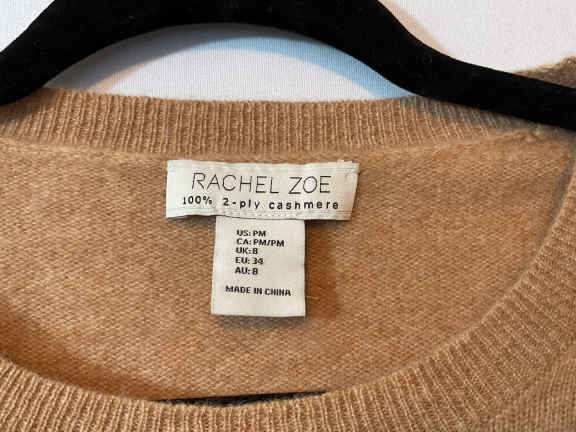 RACHEL ZOE
100% 2-ply cashmere
US: PM
CA: PM/PM
UK: 8
EU: 34
AU: 8
MADE IN CHINA